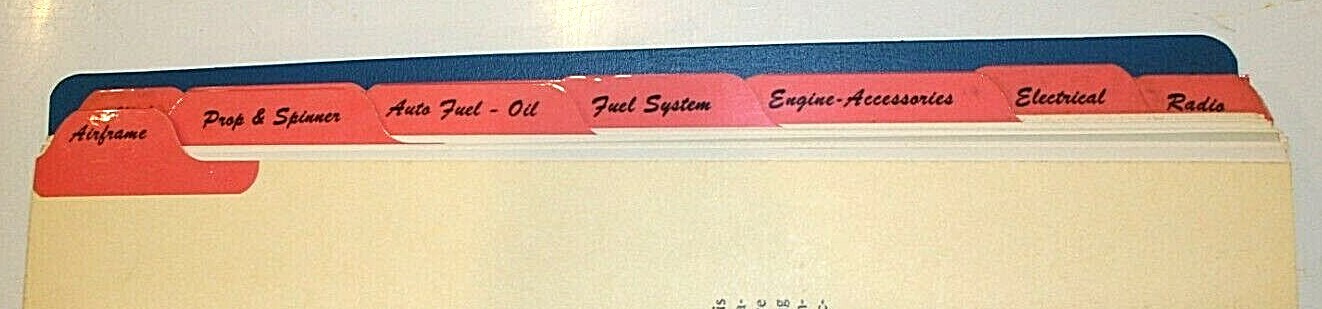 Airframe
Prop & Spinner
Auto Fuel - Oil
Fuel System
Engine-Accessories
Electrical
Radio